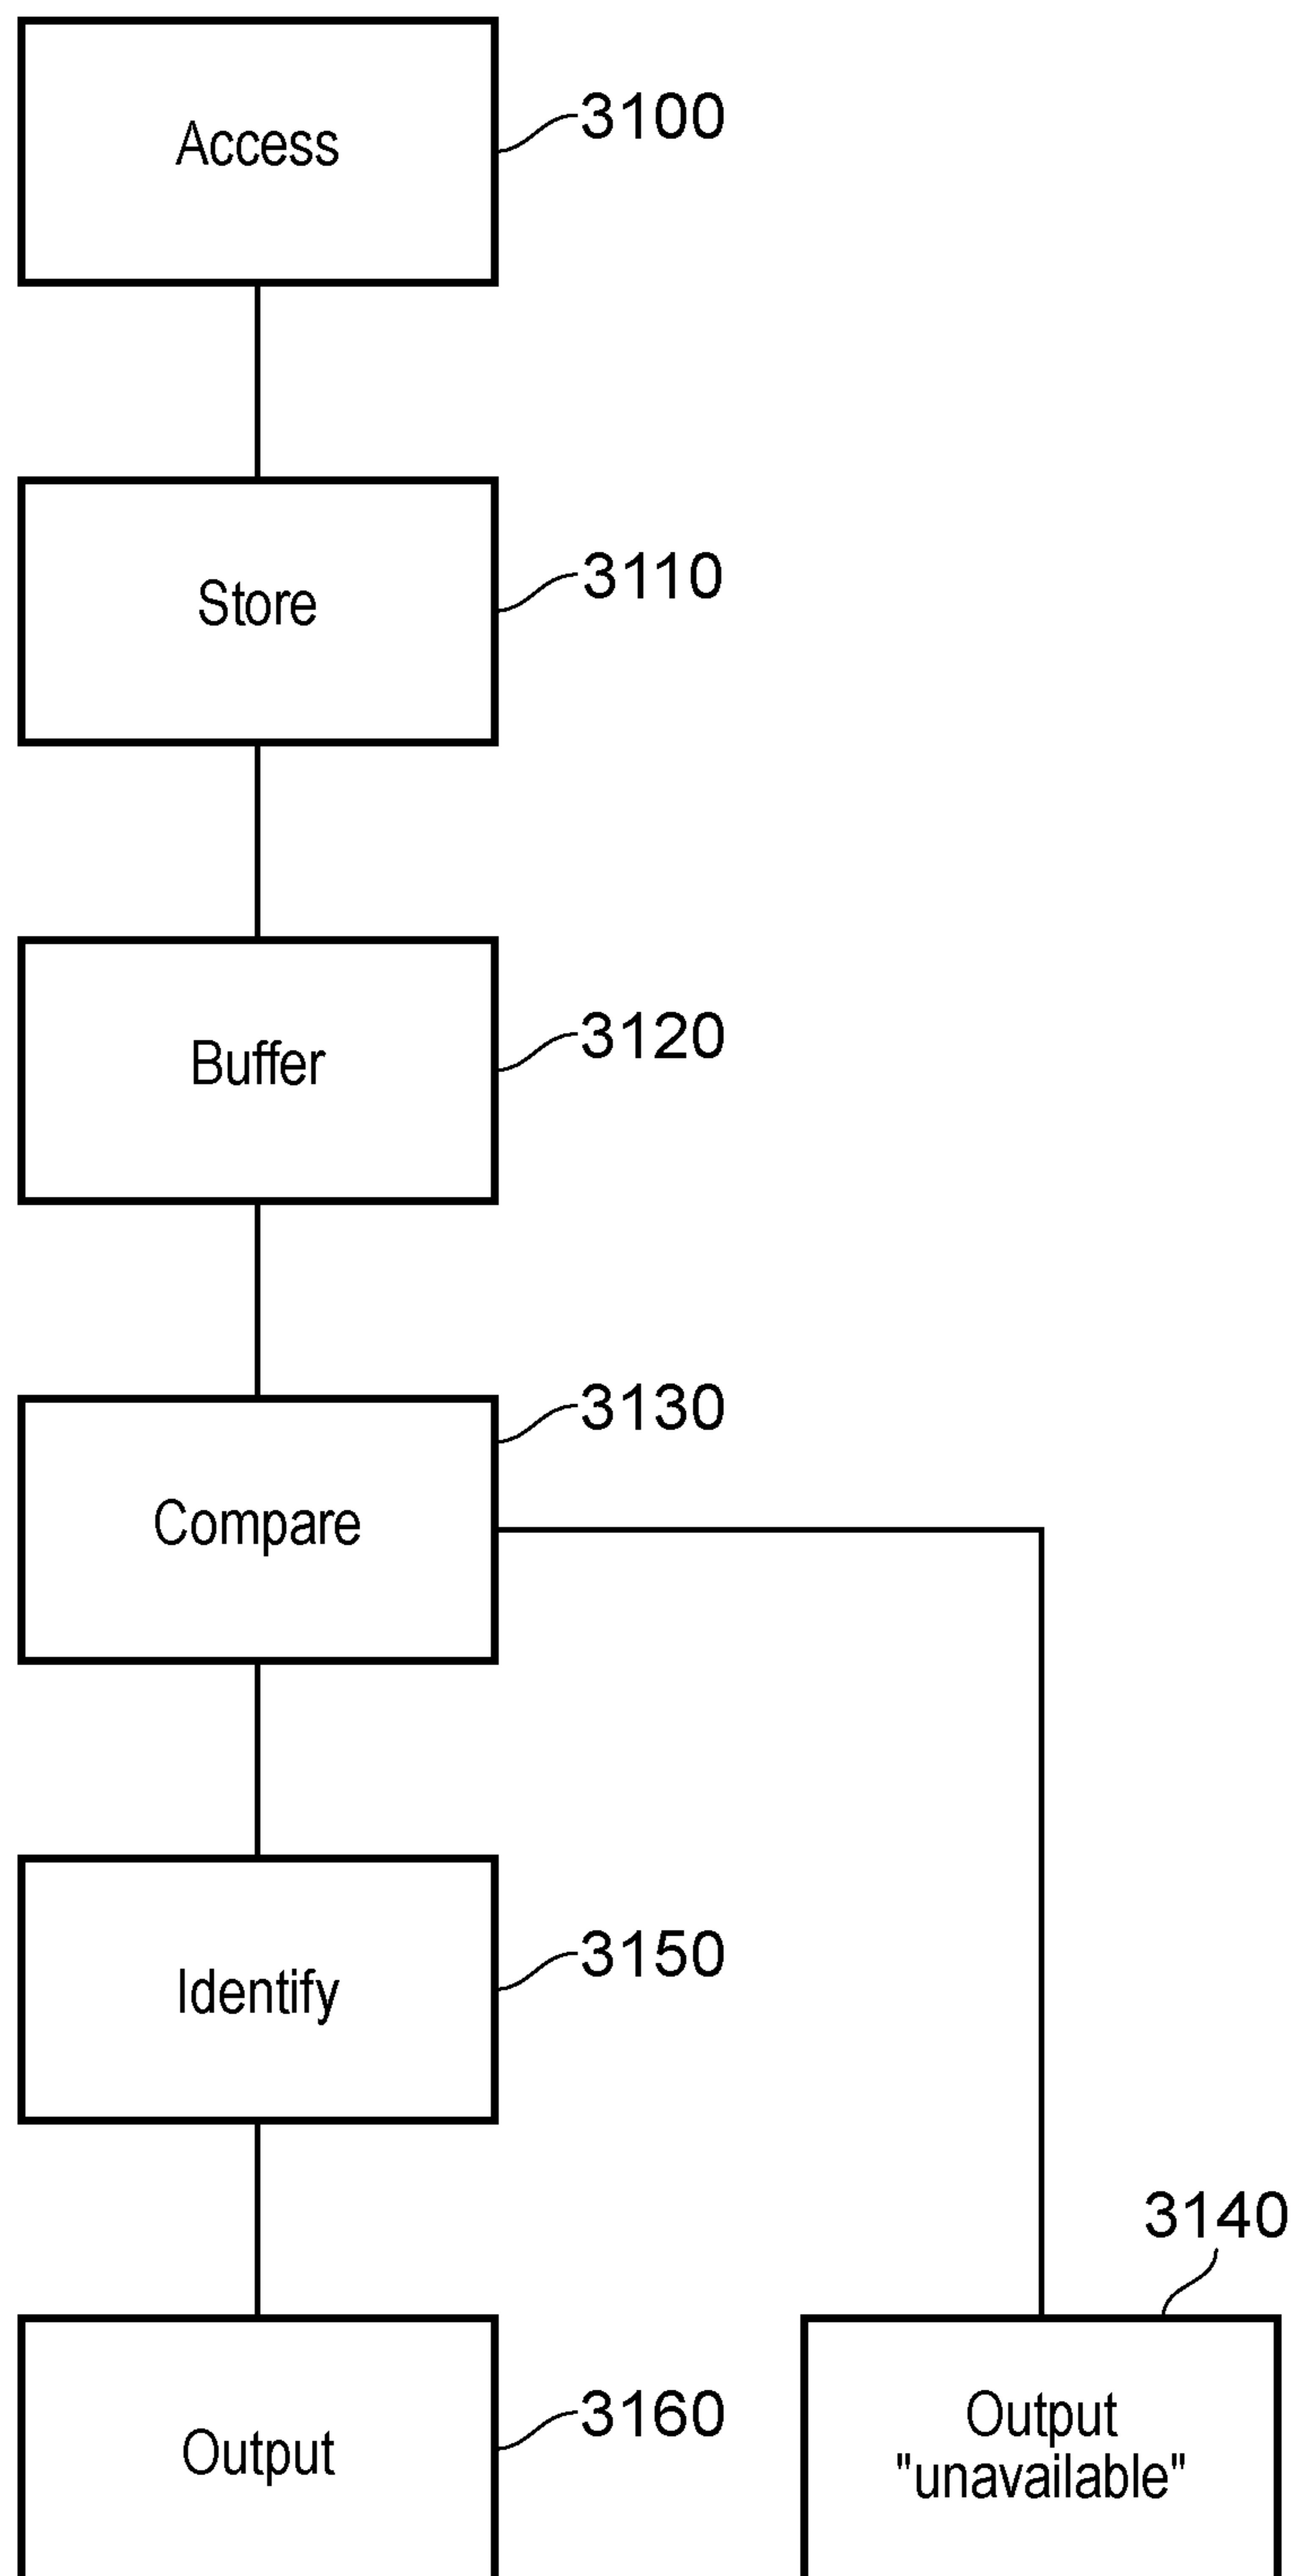 Access
3100
Store
3110
Buffer
3120
3130
Compare
Identify
3150
3140
Output
3160
Output
"unavailable"